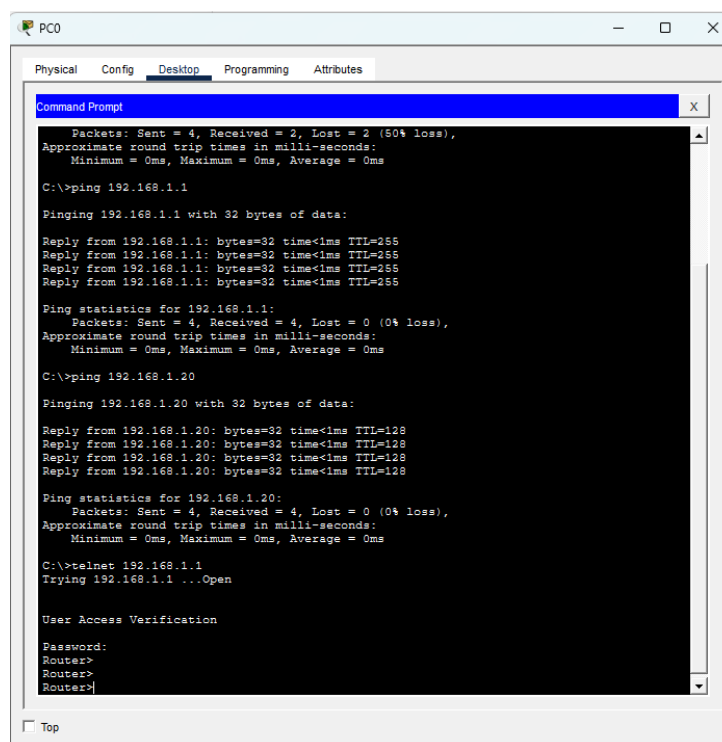 PC0
Physical Config Desktop Programming Attributes
Command Prompt X
Packets: Sent = 4, Received = 2, Lost = 2 (50% loss),
Approximate round trip times in milli-seconds:
Minimum = 0ms, Maximum = 0ms, Average = 0ms
C:\>ping 192.168.1.1
Pinging 192.168.1.1 with 32 bytes of data:
Reply from 192.168.1.1: bytes=32 time<1ms TTL=255
Reply from 192.168.1.1: bytes=32 time<1ms TTL=255
Reply from 192.168.1.1: bytes=32 time<1ms TTL=255
Reply from 192.168.1.1: bytes=32 time<1ms TTL=255
Ping statistics for 192.168.1.1:
Packets: Sent = 4, Received = 4, Lost = 0 (0% loss),
Approximate round trip times in milli-seconds:
Minimum = 0ms, Maximum = 0ms, Average = 0ms
C:\>ping 192.168.1.20
Pinging 192.168.1.20 with 32 bytes of data:
Reply from 192.168.1.20: bytes=32 time<1ms TTL=128
Reply from 192.168.1.20: bytes=32 time<1ms TTL=128
Reply from 192.168.1.20: bytes=32 time<1ms TTL=128
Reply from 192.168.1.20: bytes=32 time<1ms TTL=128
Ping statistics for 192.168.1.20:
Packets: Sent = 4, Received = 4, Lost = 0 (0% loss),
Approximate round trip times in milli-seconds:
Minimum = 0ms, Maximum = 0ms, Average = 0ms
C:\>telnet 192.168.1.1
Trying 192.168.1.1 ...Open
User Access Verification
Password:
Router>
Router>
Router>
Top